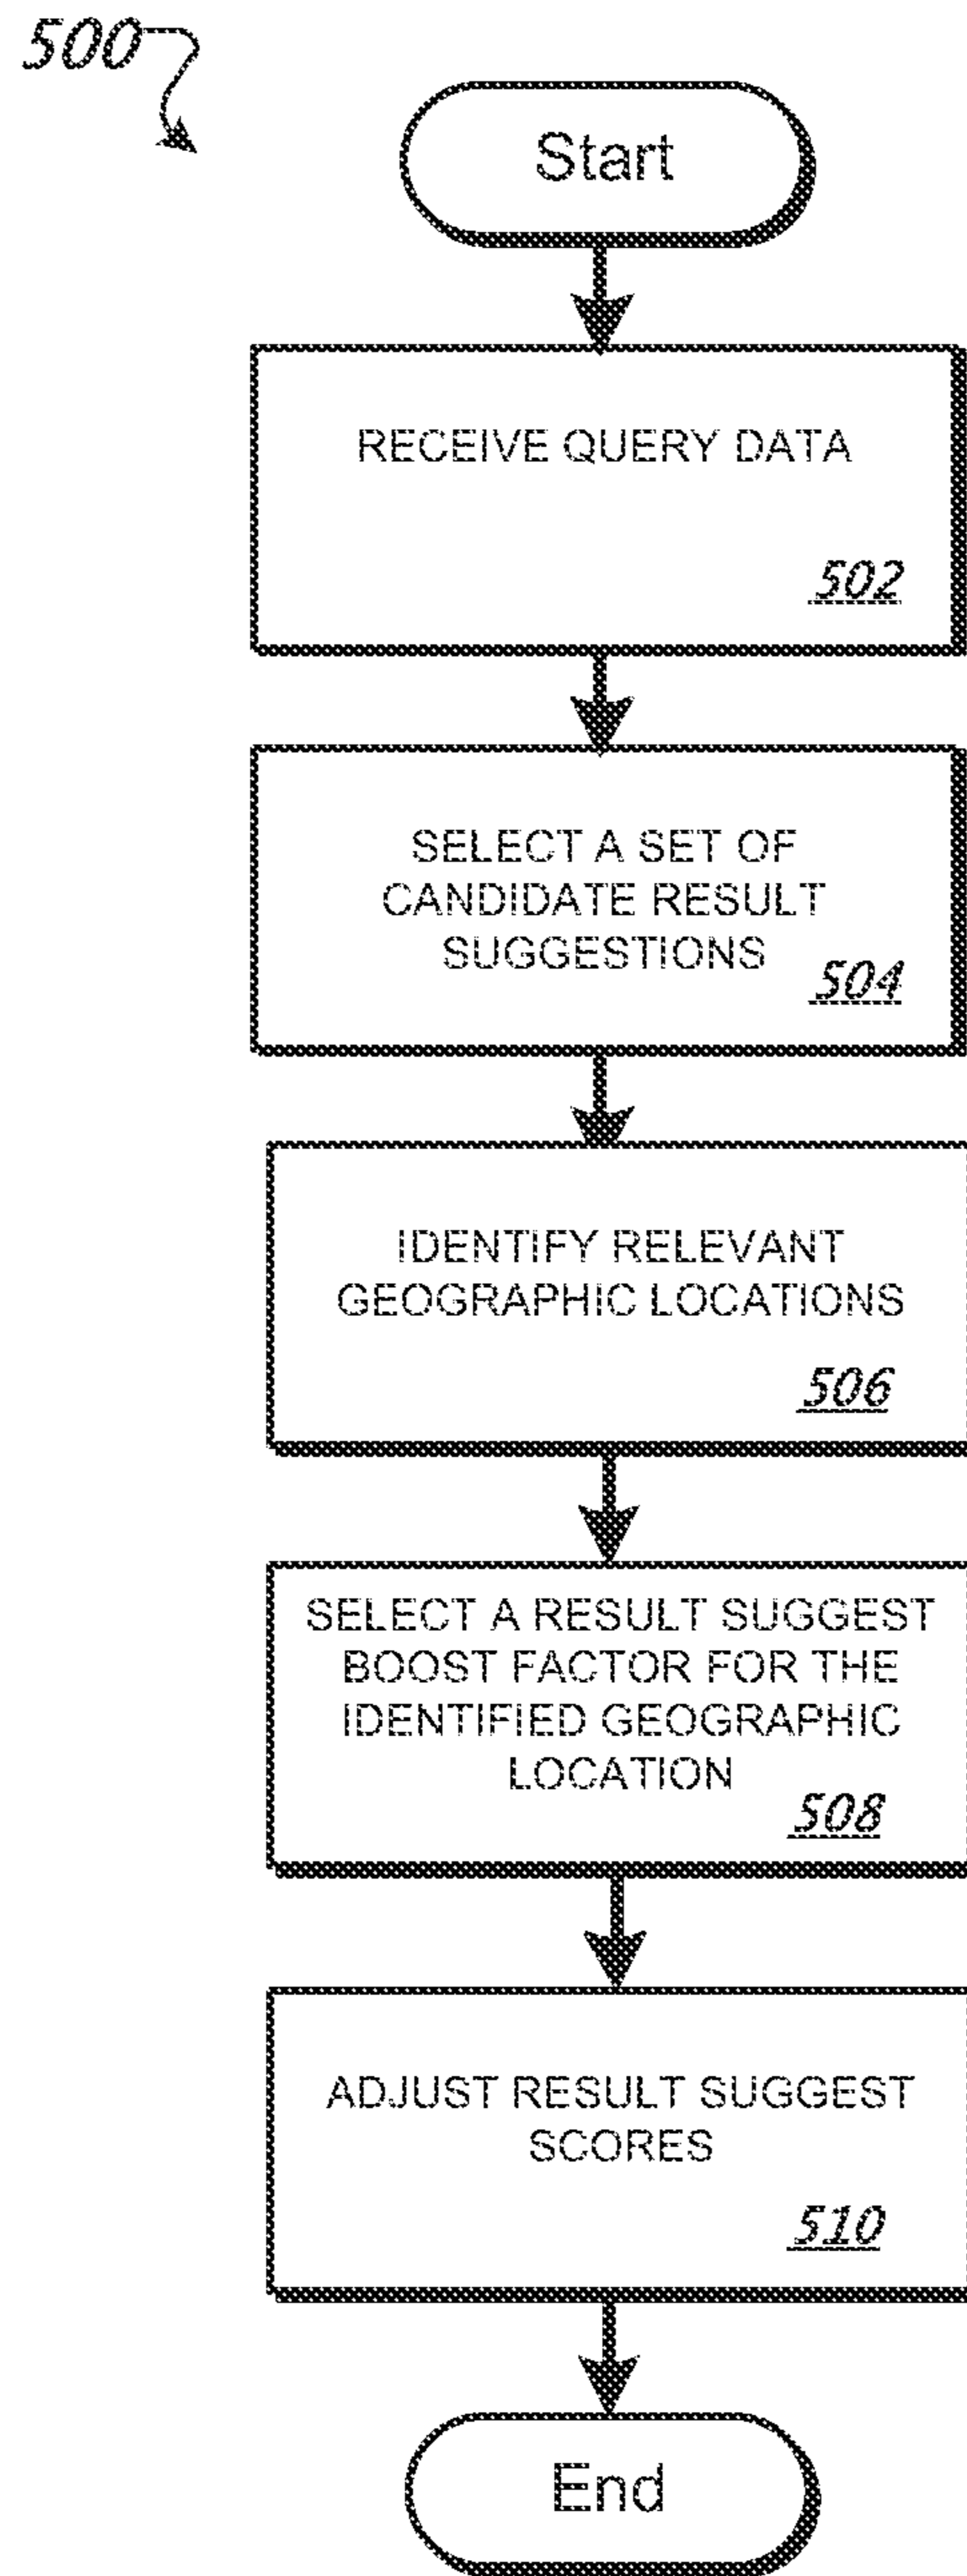 500
Start
RECEIVE QUERY DATA
502
SELECT A SET OF
CANDIDATE RESULT
SUGGESTIONS
504
IDENTIFY RELEVANT
GEOGRAPHIC LOCATIONS
506
SELECT A RESULT SUGGEST
BOOST FACTOR FOR THE
IDENTIFIED GEOGRAPHIC
LOCATION
508
ADJUST RESULT SUGGEST
SCORES
510
End